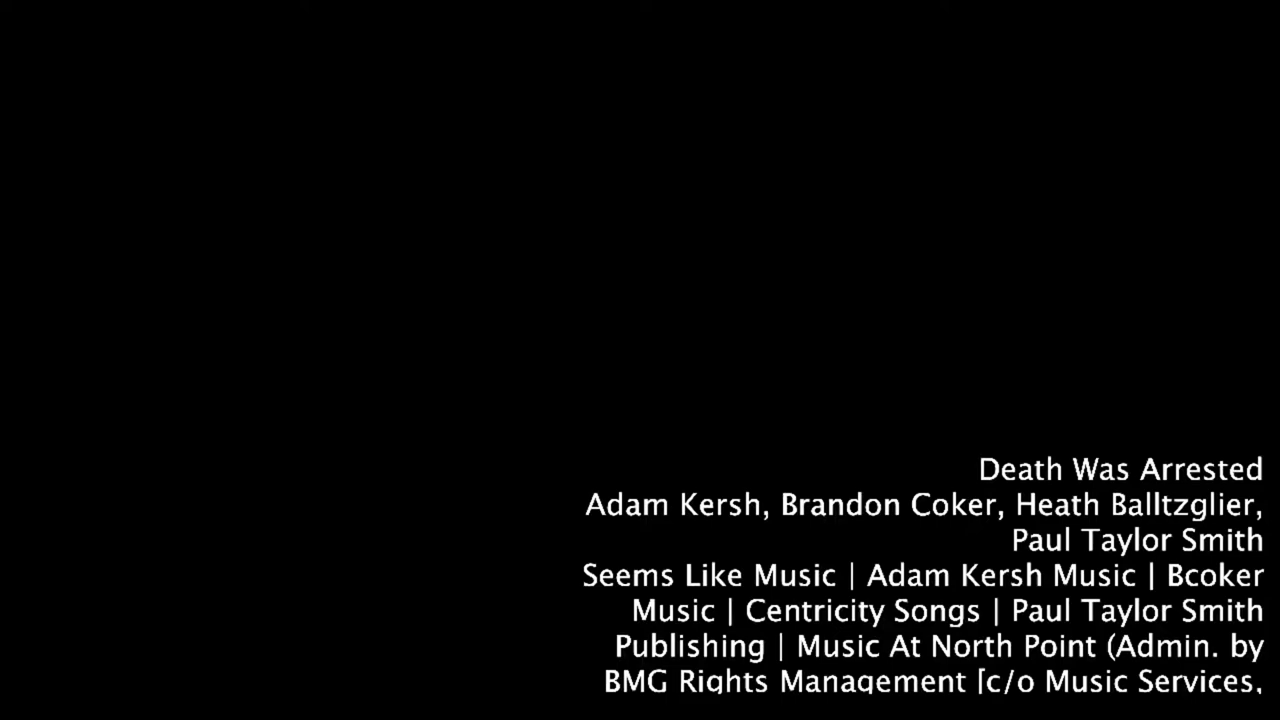 Death Was Arrested
Adam Kersh, Brandon Coker, Heath Balltzglier,
Paul Taylor Smith
Seems Like Music | Adam Kersh Music | Bcoker
Music | Centricity Songs | Paul Taylor Smith
Publishing | Music At North Point (Admin. by
BMG Rights Management [c/o Music Services,